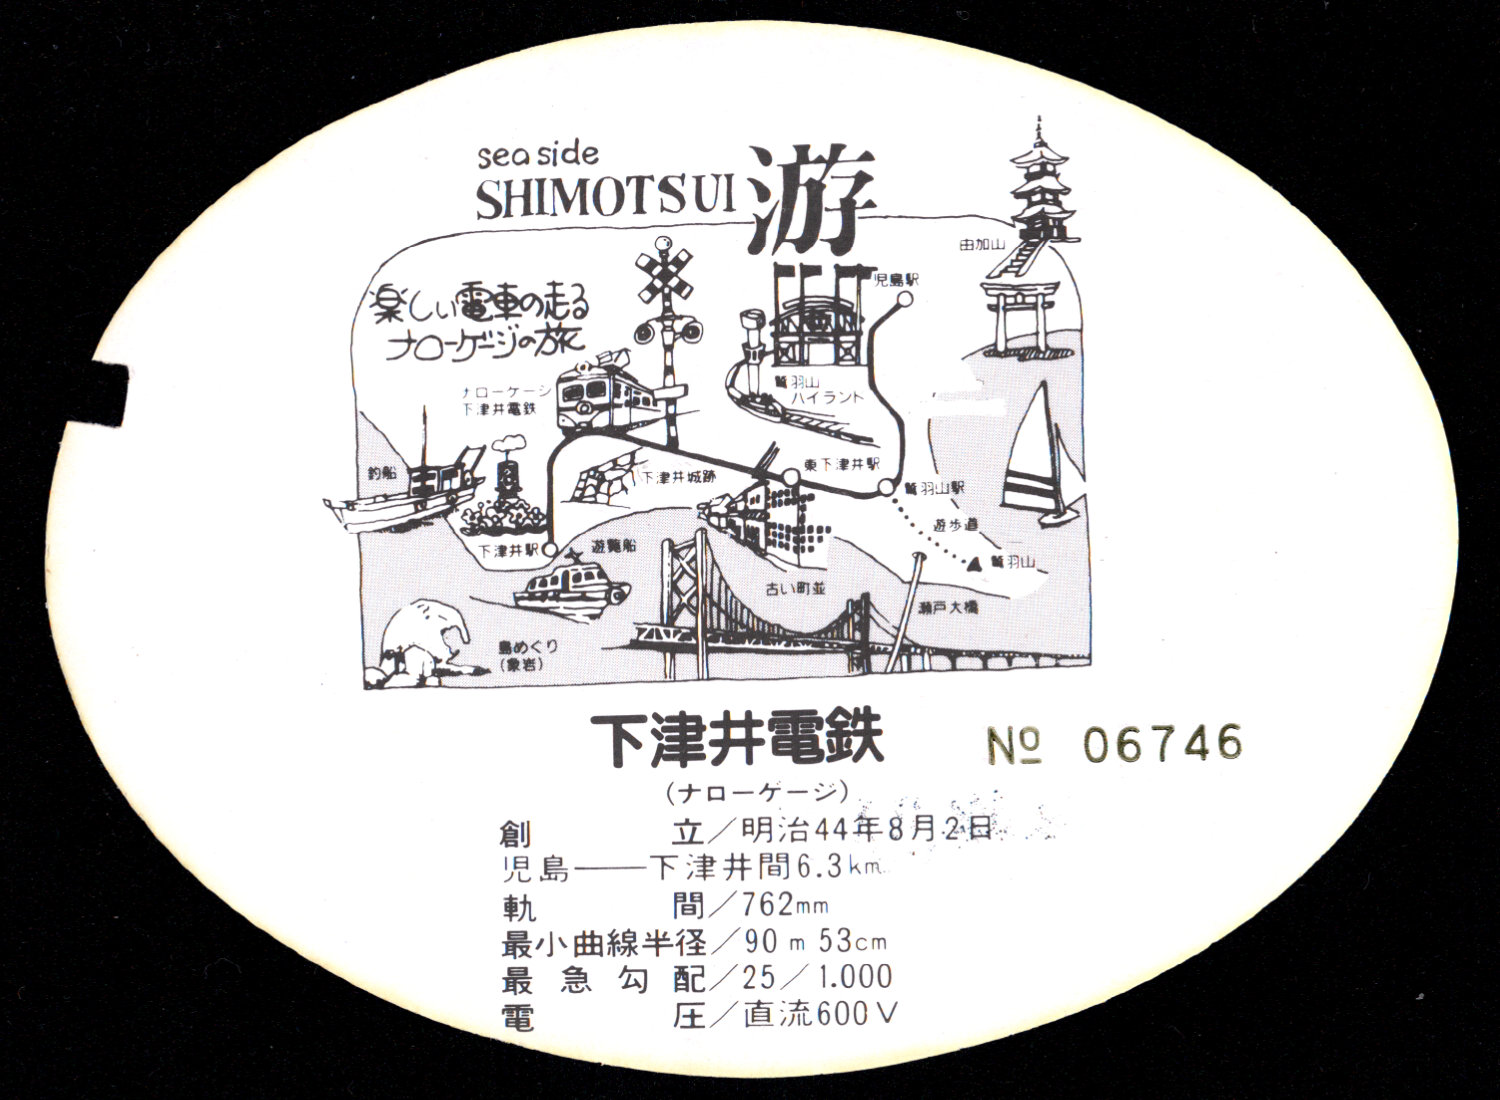 sea side
SHIMOTSUI 游
由加山
児島駅
楽しい電車の走る
ナローゲージの旅
ナローゲージ
下津井電鉄
鷲羽山
ハイランド
釣船
下津井城跡
東下津井駅
鷲羽山駅
遊歩道
下津井駅
遊覧船
鷲羽山
古い町並
瀬戸大橋
島めぐり
(象岩)
下津井電鉄
(ナローゲージ)
No 06746
創立/明治44年8月2日
児島――下津井間6.3km
軌間/762mm
最小曲線半径/90m53cm
最急勾配/25/1.000
電圧/直流600V